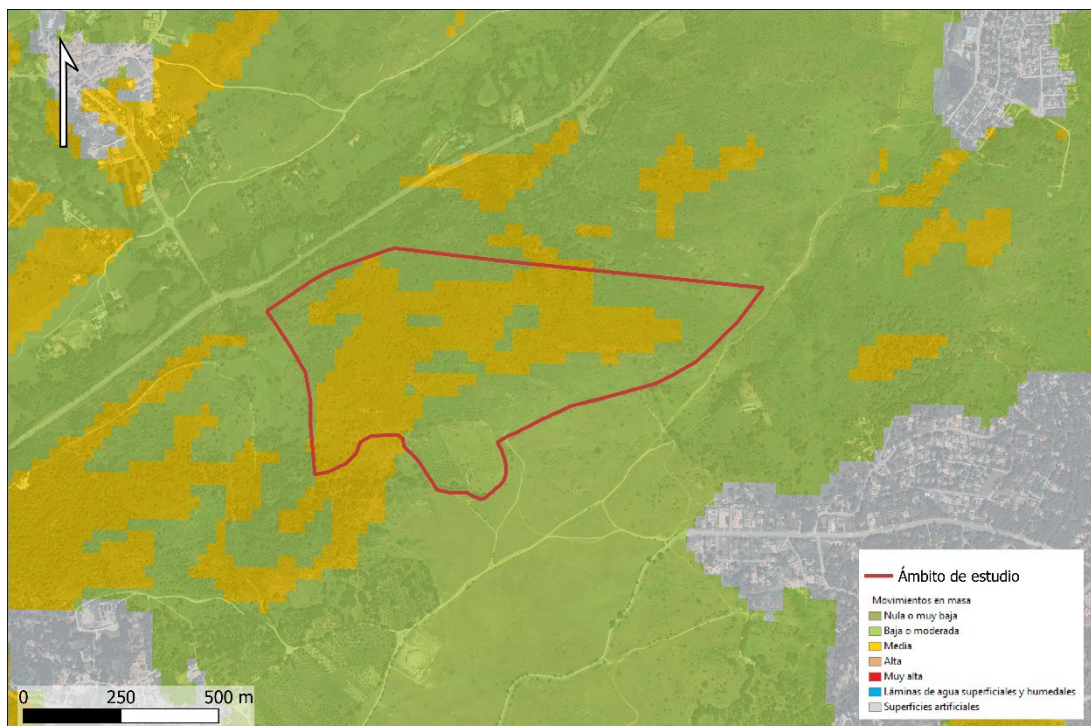 Ámbito de estudio
Movimientos en masa
Nula o muy baja
Baja o moderada
Media
Alta
Muy alta
Láminas de agua superficiales y humedales
Superficies artificiales
0 250 500 m